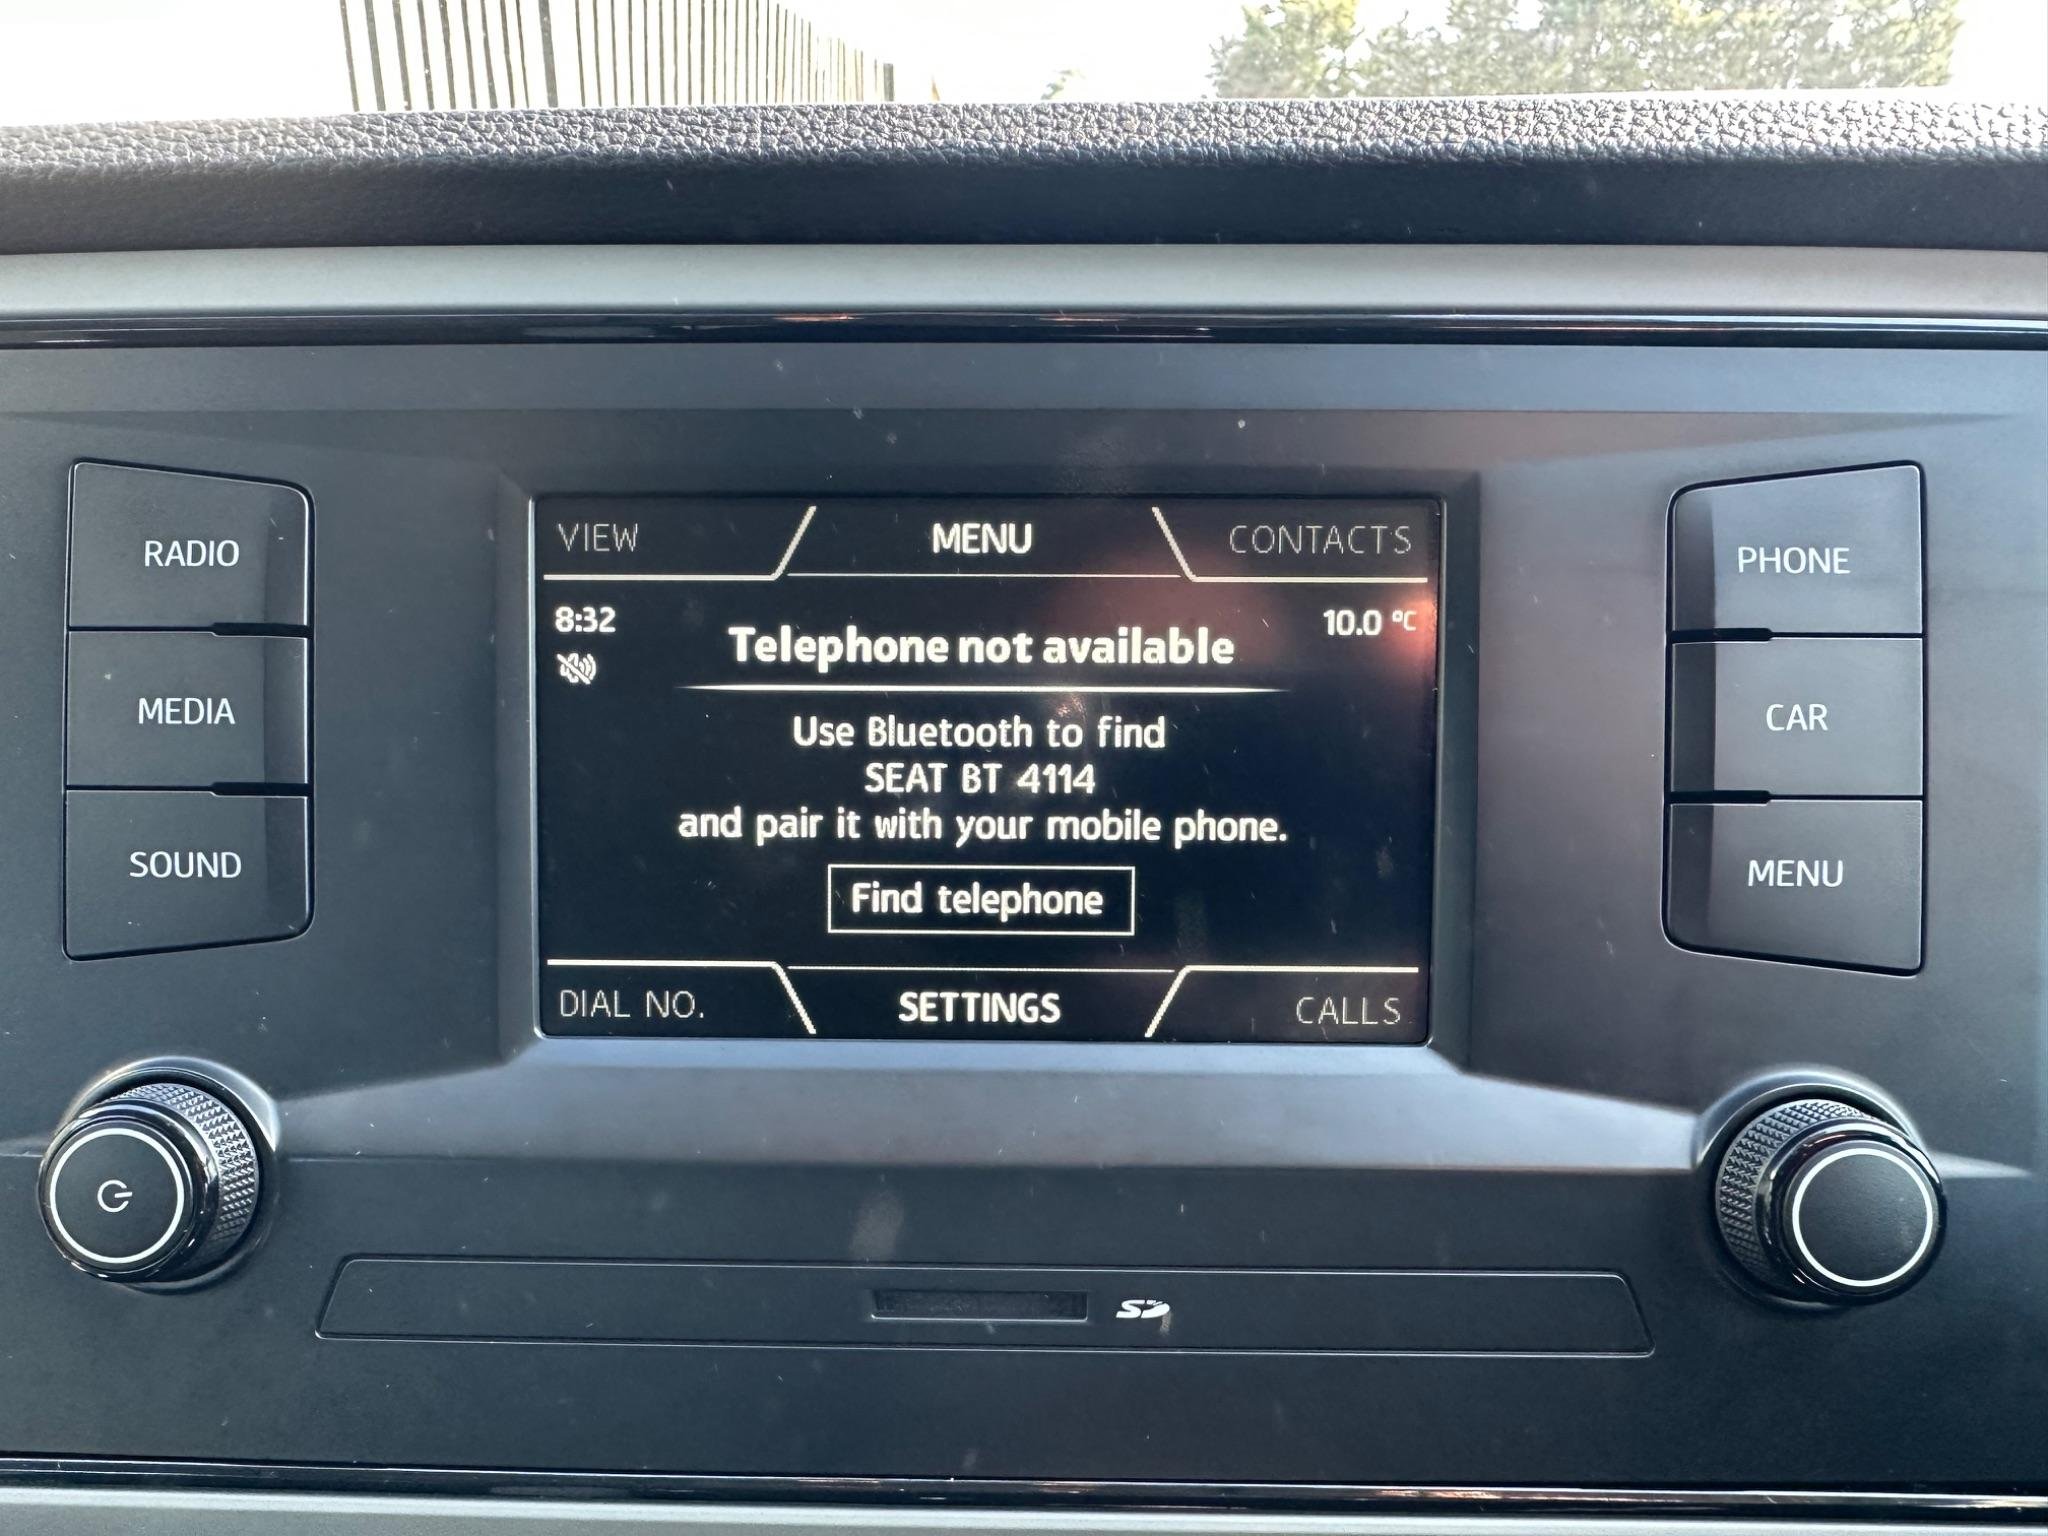 RADIO
MEDIA
SOUND
VIEW
MENU
CONTACTS
8:32
10.0 °C
Telephone not available
Use Bluetooth to find
SEAT BT 4114
and pair it with your mobile phone.
Find telephone
DIAL NO.
SETTINGS
CALLS
PHONE
CAR
MENU
SD